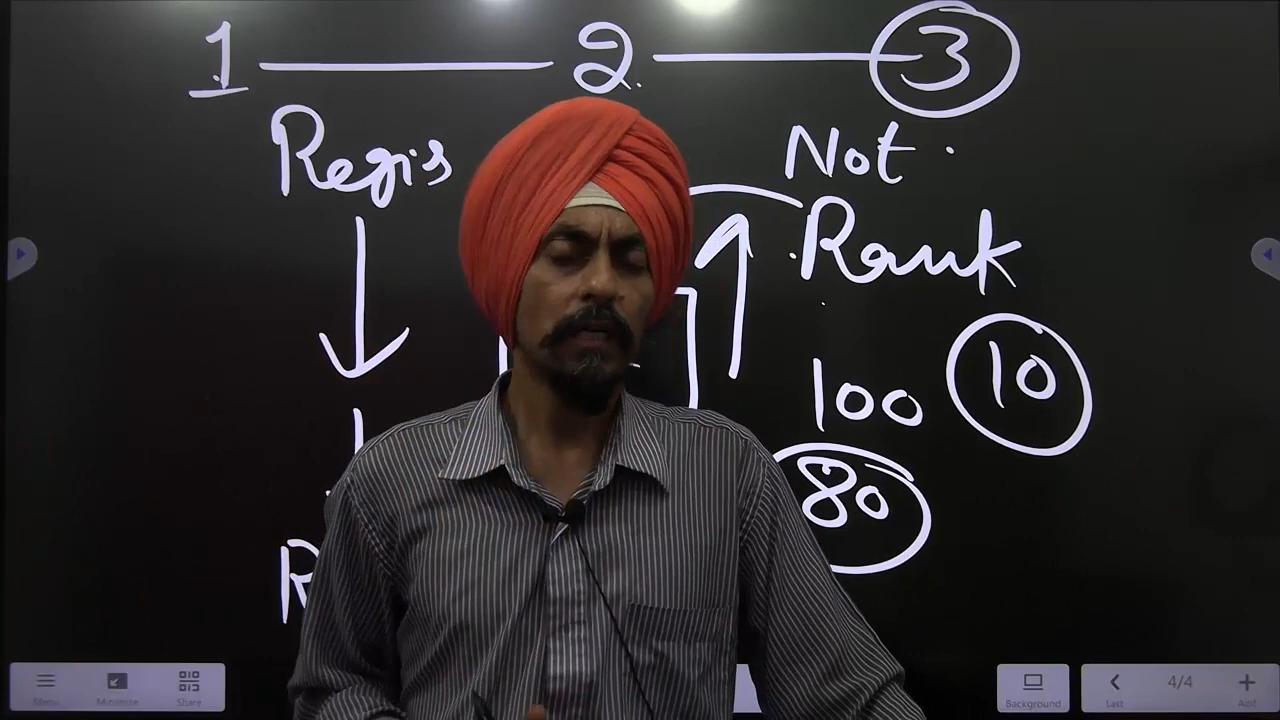 1 2 3
Regis Not
Rank
10
100
80
R
Menu Minimize Share Background Last 4/4 Add